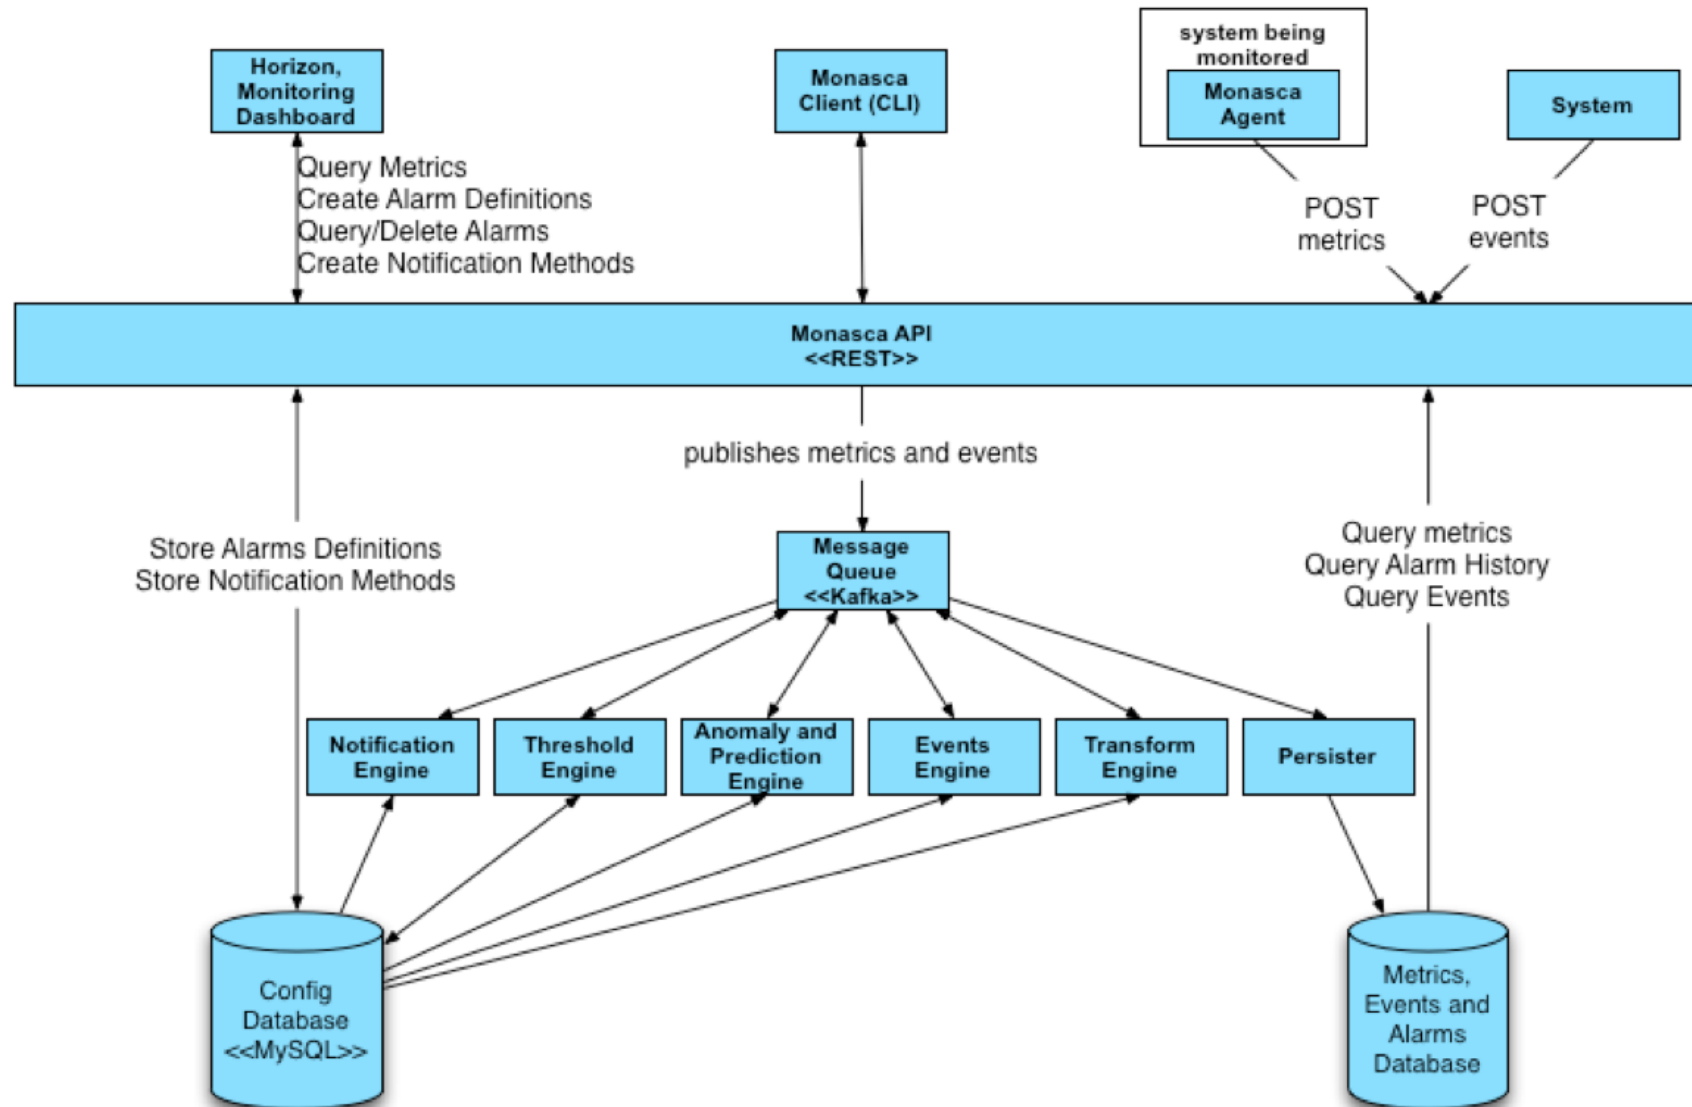 Horizon,
Monitoring
Dashboard
Monasca
Client (CLI)
system being
monitored
Monasca
Agent
System
Query Metrics
Create Alarm Definitions
Query/Delete Alarms
Create Notification Methods
POST
metrics
POST
events
Monasca API
<<REST>>
publishes metrics and events
Store Alarms Definitions
Store Notification Methods
Message
Queue
<<Kafka>>
Query metrics
Query Alarm History
Query Events
Notification
Engine
Threshold
Engine
Anomaly and
Prediction
Engine
Events
Engine
Transform
Engine
Persister
Config
Database
<<MySQL>>
Metrics,
Events and
Alarms
Database